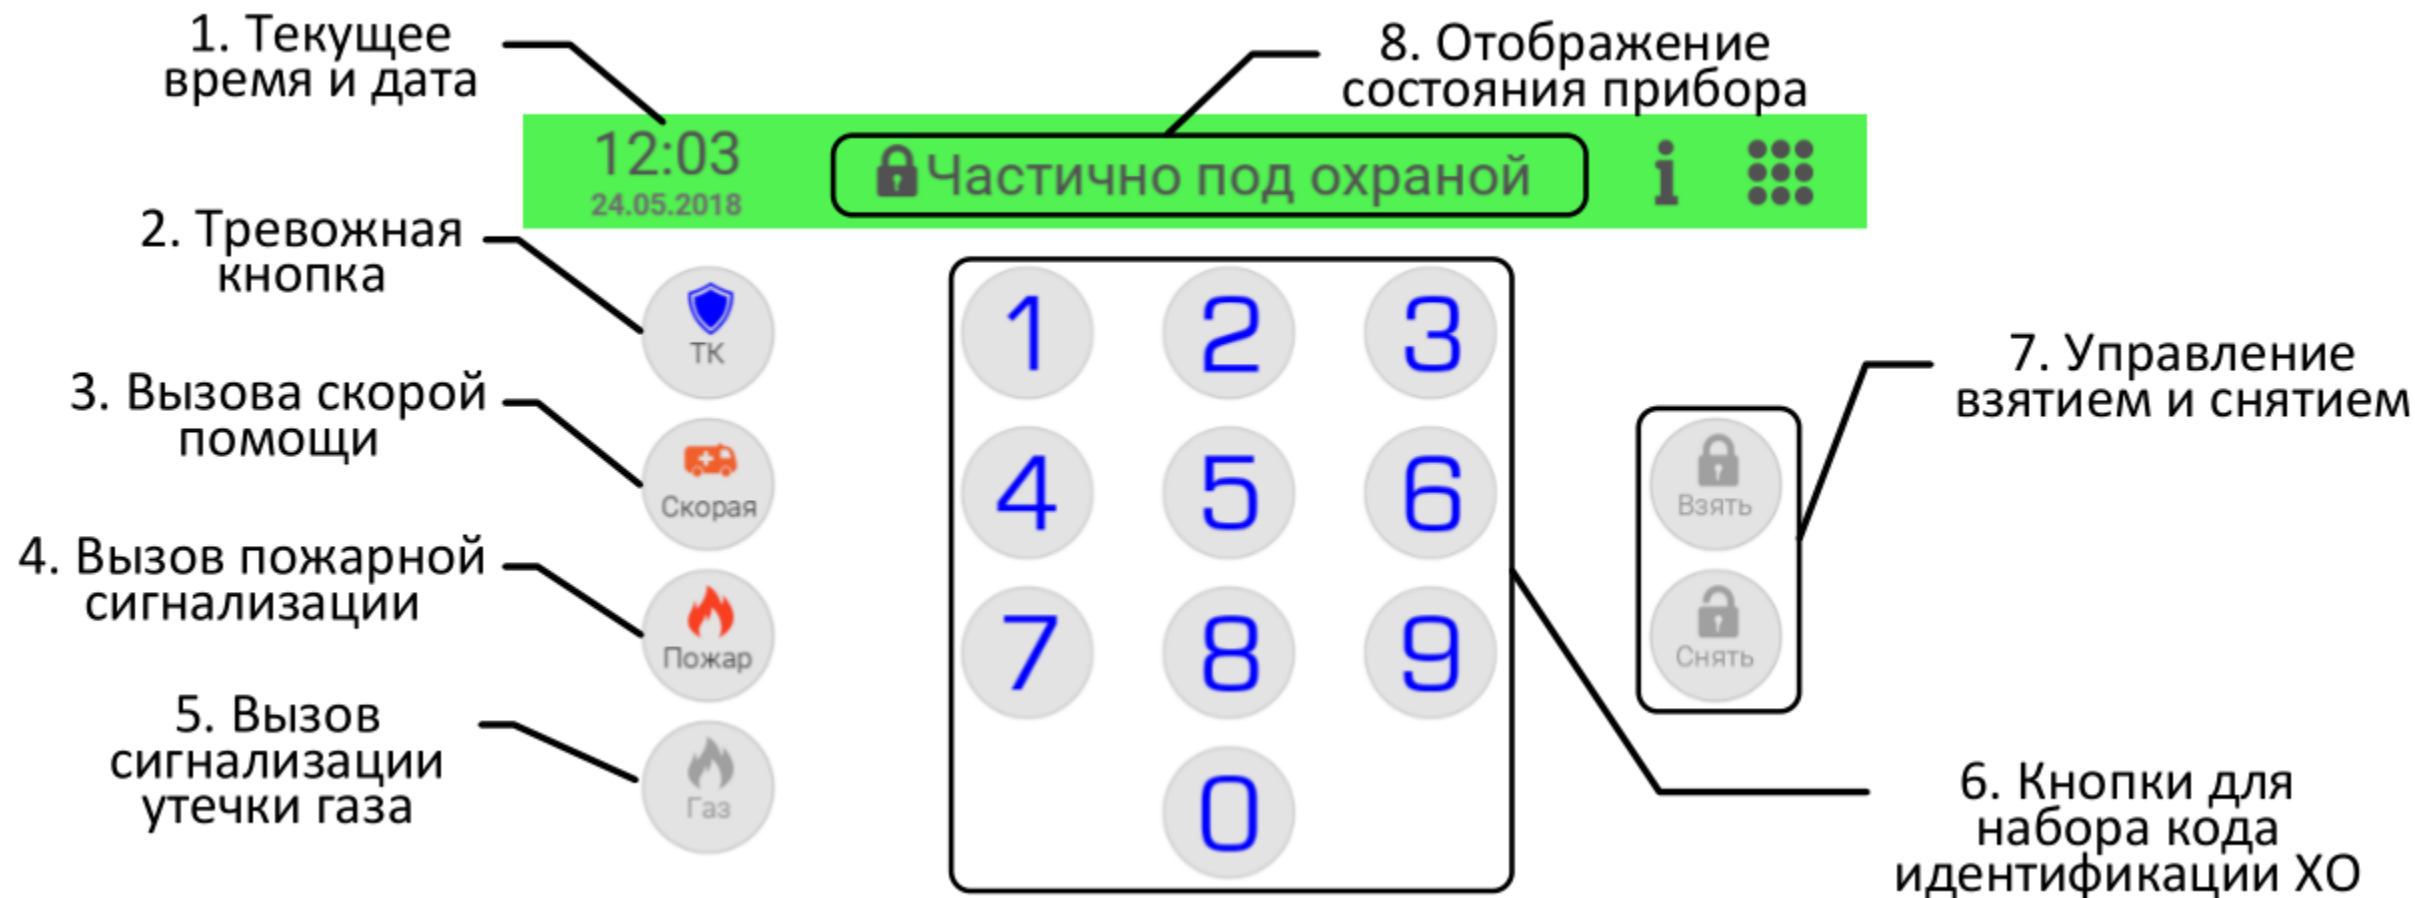 1. Текущее
время и дата
8. Отображение
состояния прибора
12:03
24.05.2018
Частично под охраной
i
2. Тревожная
кнопка
ТК
3. Вызова скорой
помощи
Скорая
4. Вызов пожарной
сигнализации
Пожар
5. Вызов
сигнализации
утечки газа
Газ
1 2 3
4 5 6
7 8 9
0
7. Управление
взятием и снятием
Взять
Снять
6. Кнопки для
набора кода
идентификации ХО